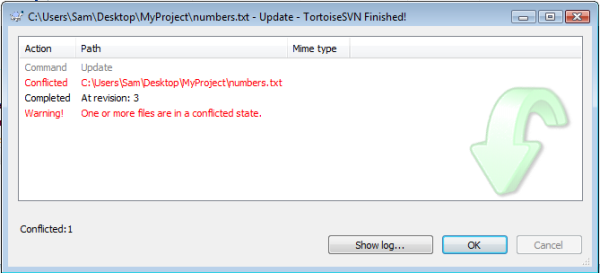 C:\Users\Sam\Desktop\MyProject\numbers.txt - Update - TortoiseSVN Finished!
Action Path Mime type
Command Update
Conflicted C:\Users\Sam\Desktop\MyProject\numbers.txt
Completed At revision: 3
Warning! One or more files are in a conflicted state.
Conflicted:1
Show log... OK Cancel